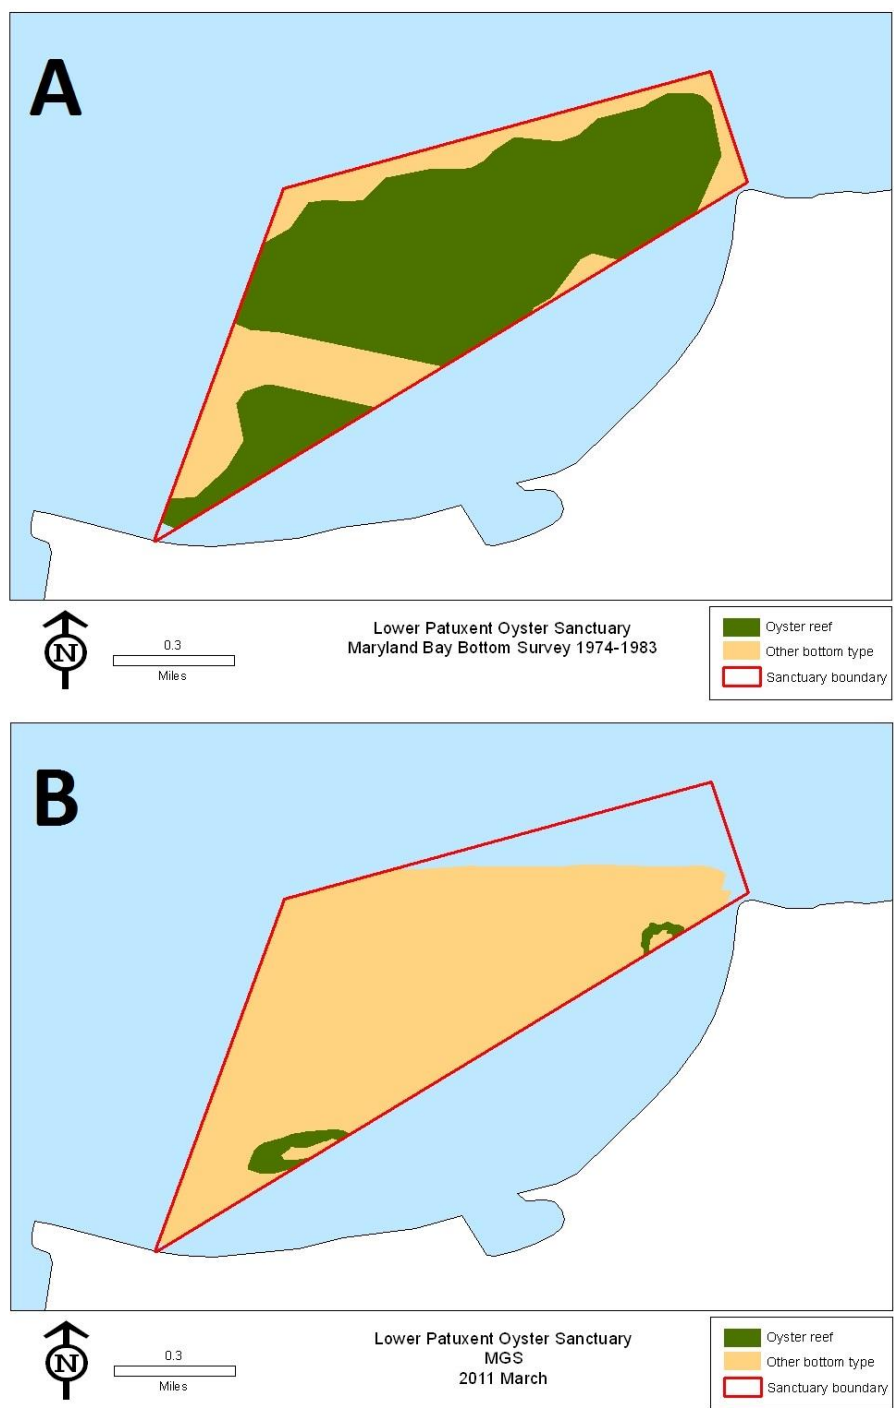 A
N
0.3
Miles
Lower Patuxent Oyster Sanctuary
Maryland Bay Bottom Survey 1974-1983
Oyster reef
Other bottom type
Sanctuary boundary
B
N
0.3
Miles
Lower Patuxent Oyster Sanctuary
MGS
2011 March
Oyster reef
Other bottom type
Sanctuary boundary